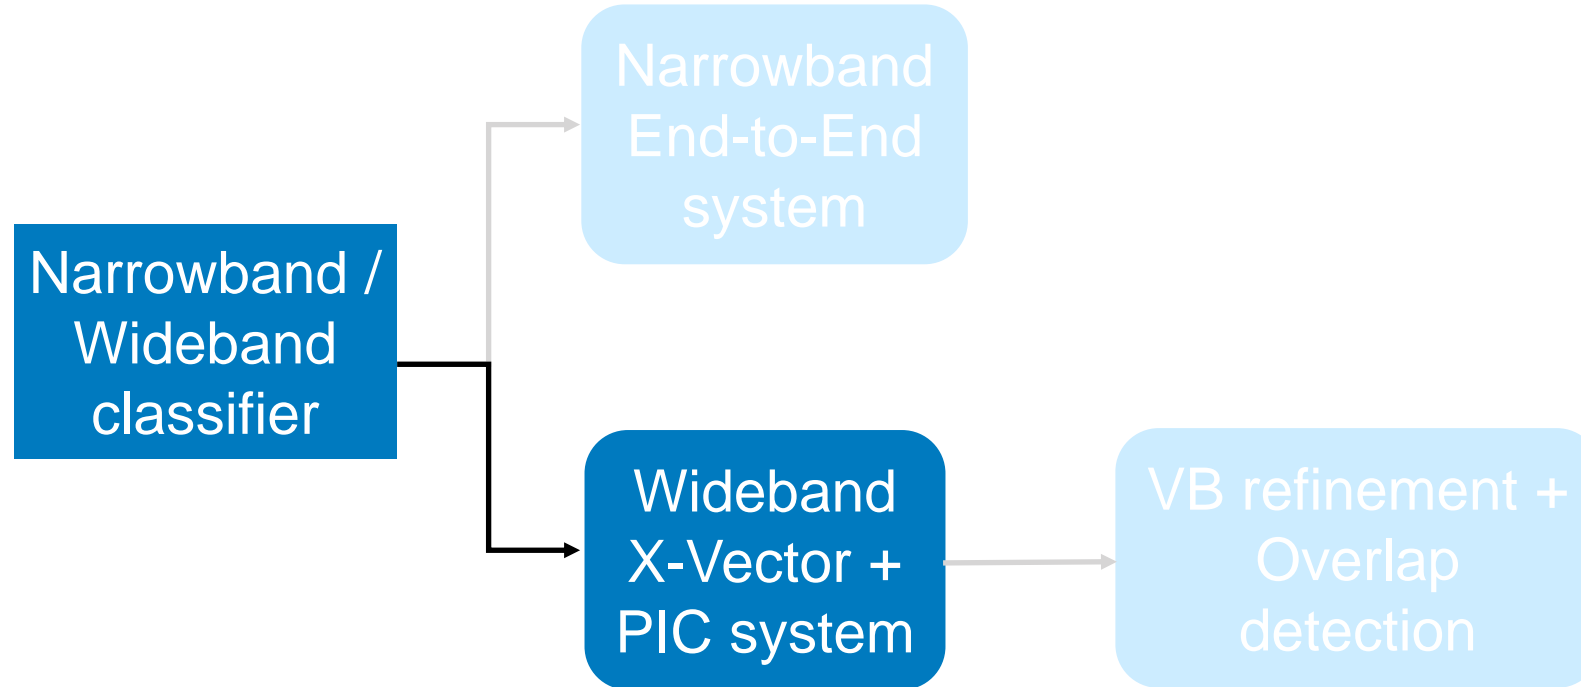 Narrowband
End-to-End
system
Narrowband /
Wideband
classifier
Wideband
X-Vector +
PIC system
VB refinement +
Overlap
detection